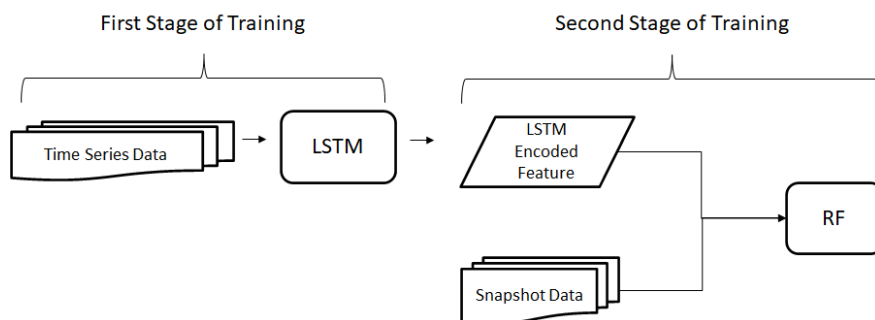 First Stage of Training
Second Stage of Training
Time Series Data
LSTM
LSTM
Encoded
Feature
RF
Snapshot Data